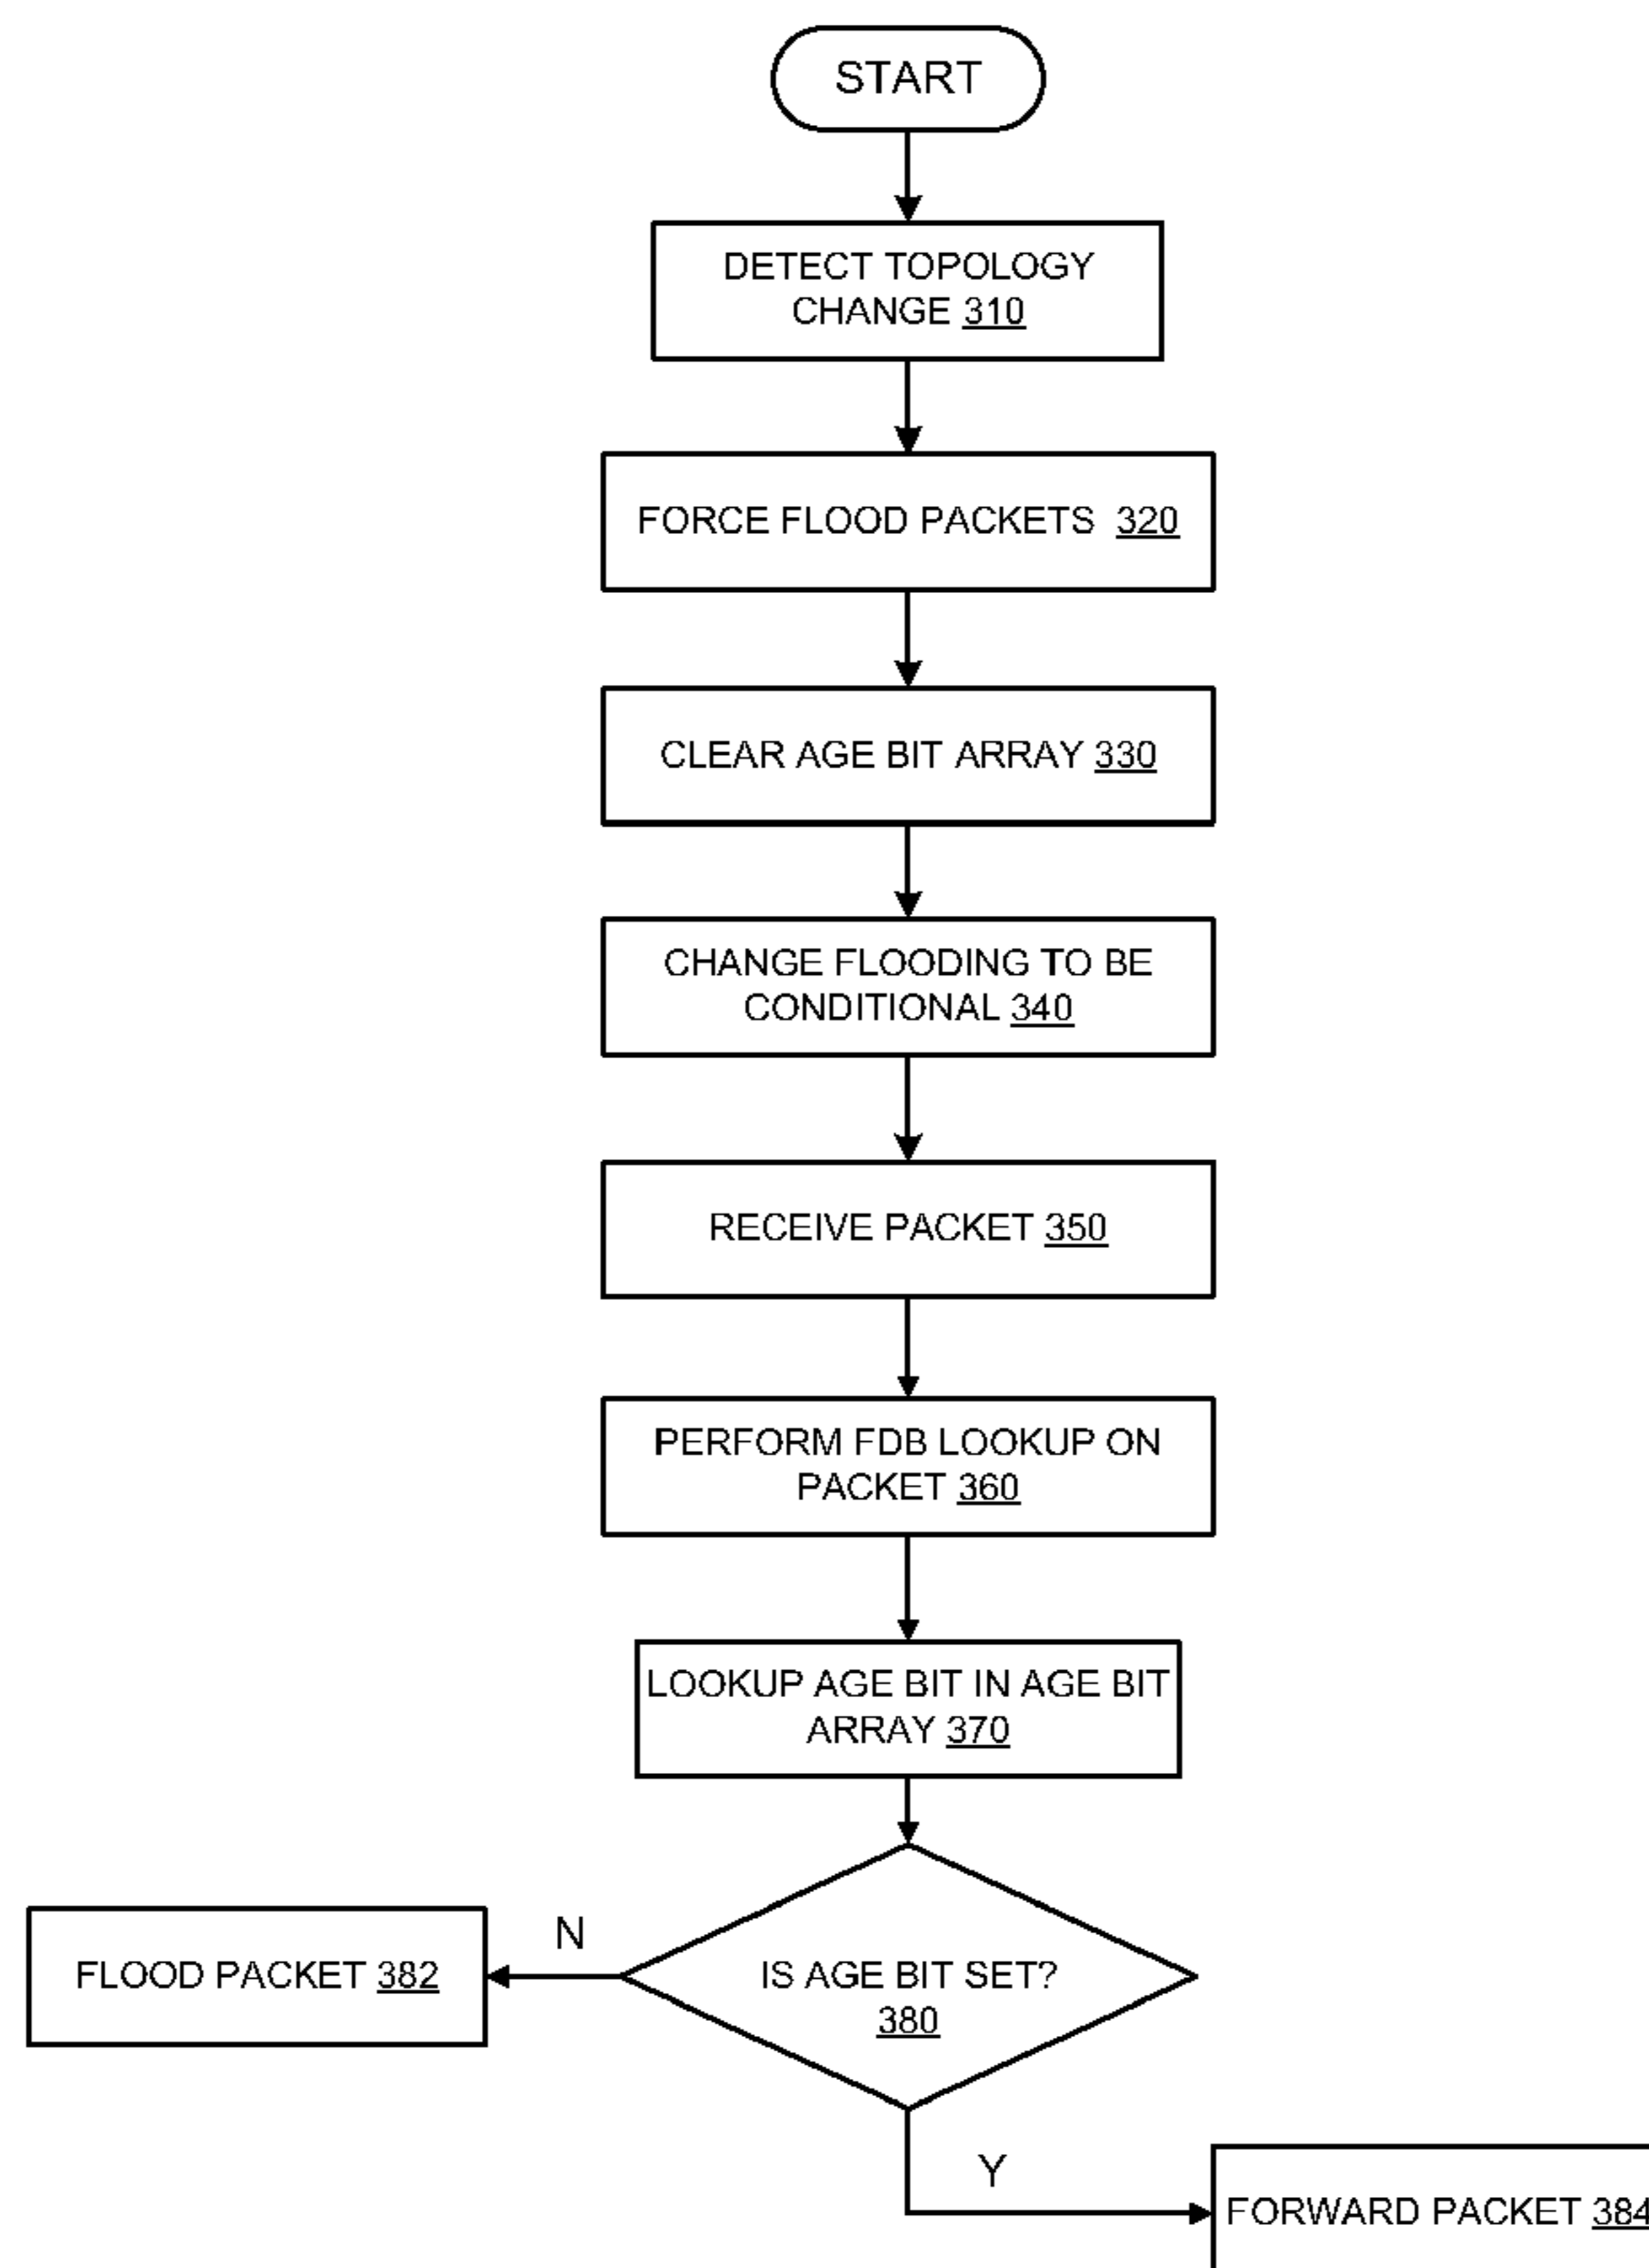 START
DETECT TOPOLOGY
CHANGE 310
FORCE FLOOD PACKETS 320
CLEAR AGE BIT ARRAY 330
CHANGE FLOODING TO BE
CONDITIONAL 340
RECEIVE PACKET 350
PERFORM FDB LOOKUP ON
PACKET 360
LOOKUP AGE BIT IN AGE BIT
ARRAY 370
N
FLOOD PACKET 382
IS AGE BIT SET?
380
Y
FORWARD PACKET 384